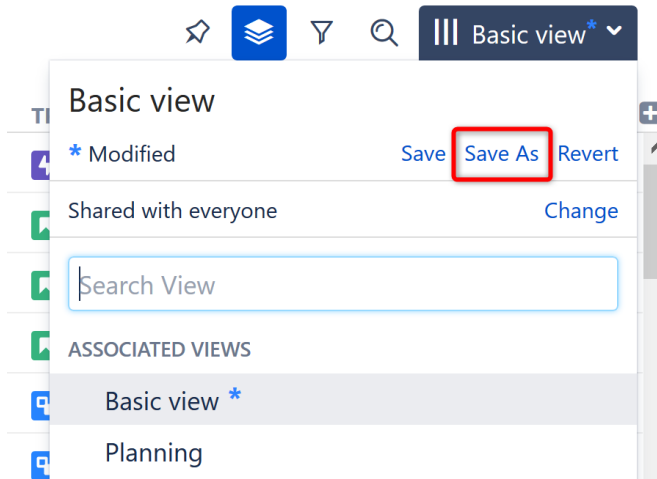 Basic view*
Basic view
* Modified Save Save As Revert
Shared with everyone Change
Search View
ASSOCIATED VIEWS
Basic view *
Planning